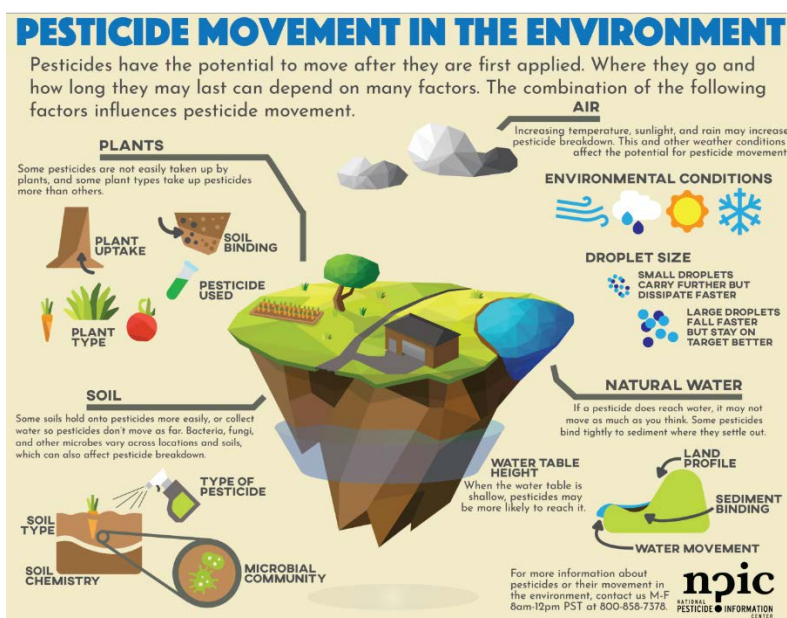 PESTICIDE MOVEMENT IN THE ENVIRONMENT
Pesticides have the potential to move after they are first applied. Where they go and
how long they may last can depend on many factors. The combination of the following
factors influences pesticide movement.
AIR
Increasing temperature, sunlight, and rain may increase
pesticide breakdown. This and other weather conditions
affect the potential for pesticide movement
ENVIRONMENTAL CONDITIONS
DROPLET SIZE
SMALL DROPLETS
CARRY FURTHER BUT
DISSIPATE FASTER
LARGE DROPLETS
FALL FASTER
BUT STAY ON
TARGET BETTER
PLANTS
Some pesticides are not easily taken up by
plants, and some plant types take up pesticides
more than others.
PLANT
UPTAKE
SOIL
BINDING
PESTICIDE
USED
PLANT
TYPE
SOIL
Some soils hold onto pesticides more easily, or collect
water so pesticides don't move as far. Bacteria, fungi,
and other microbes vary across locations and soils,
which can also affect pesticide breakdown.
TYPE OF
PESTICIDE
SOIL
TYPE
SOIL
CHEMISTRY
MICROBIAL
COMMUNITY
NATURAL WATER
If a pesticide does reach water, it may not
move as much as you think. Some pesticides
bind tightly to sediment where they settle out.
WATER TABLE
HEIGHT
When the water table is
shallow, pesticides may
be more likely to reach it.
LAND
PROFILE
SEDIMENT
BINDING
WATER MOVEMENT
For more information about
pesticides or their movement in
the environment, contact us M-F
8am-12pm PST at 800-858-7378.
npic
NATIONAL
PESTICIDE INFORMATION
CENTER